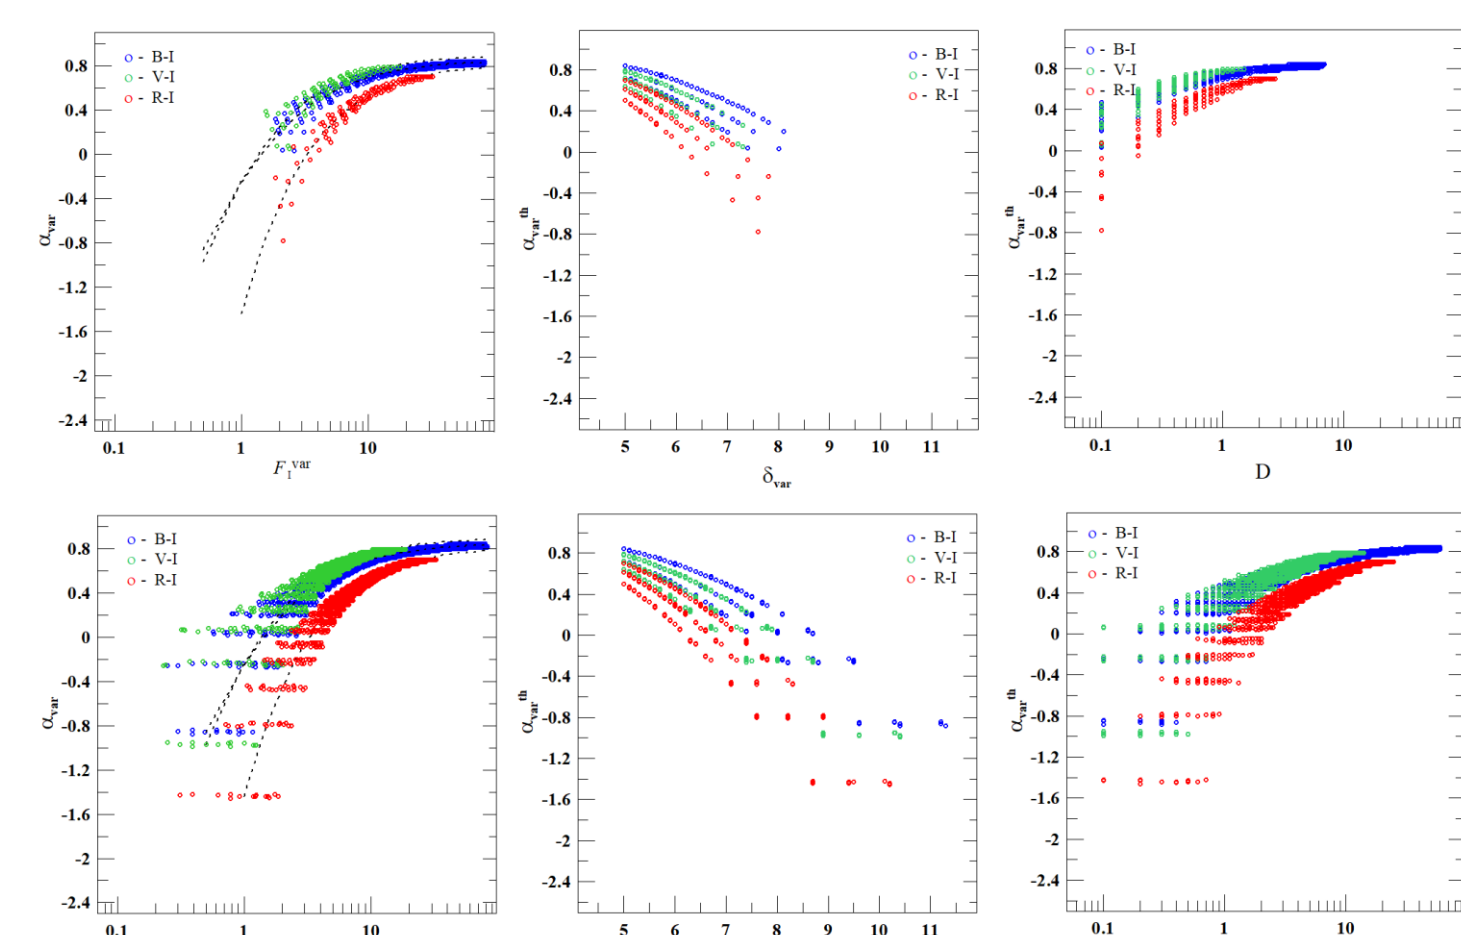 B-I
V-I
R-I
0.8
0.4
0
-0.4
-0.8
-1.2
-1.6
-2
-2.4
α_var
0.1 1 10
F_I^var
B-I
V-I
R-I
0.8
0.4
0
-0.4
-0.8
-1.2
-1.6
-2
-2.4
α_var^th
5 6 7 8 9 10 11
δ_var
B-I
V-I
R-I
0.8
0.4
0
-0.4
-0.8
-1.2
-1.6
-2
-2.4
α_var^th
0.1 1 10
D
B-I
V-I
R-I
0.8
0.4
0
-0.4
-0.8
-1.2
-1.6
-2
-2.4
α_var
0.1 1 10
B-I
V-I
R-I
0.8
0.4
0
-0.4
-0.8
-1.2
-1.6
-2
-2.4
α_var^th
5 6 7 8 9 10 11
B-I
V-I
R-I
0.8
0.4
0
-0.4
-0.8
-1.2
-1.6
-2
-2.4
α_var^th
0.1 1 10